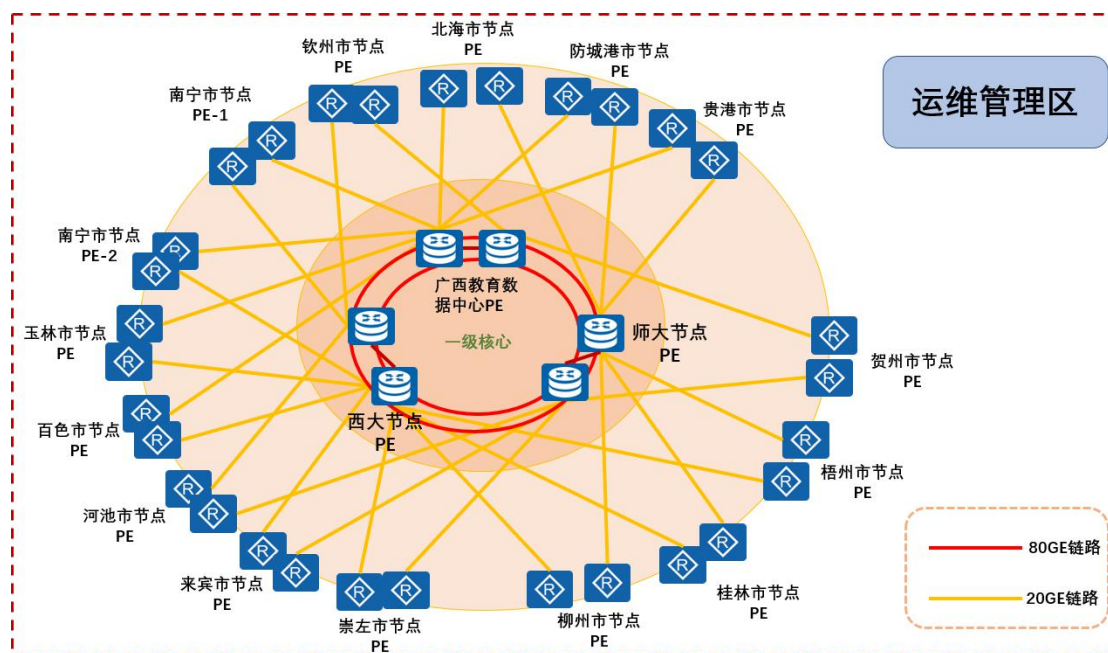 北海市节点
PE
钦州市节点
PE
防城港市节点
PE
运维管理区
南宁市节点
PE-1
贵港市节点
PE
R
R
R
R
R
R
R
R
R
R
南宁市节点
PE-2
R
R
广西教育数
据中心PE
玉林市节点
PE
R
R
一级核心
师大节点
PE
R
R
贺州市节点
PE
百色市节点
PE
R
R
西大节点
PE
R
R
梧州市节点
PE
河池市节点
PE
R
R
来宾市节点
PE
R
R
崇左市节点
PE
R
R
柳州市节点
PE
R
R
桂林市节点
PE
R
R
80GE链路
20GE链路